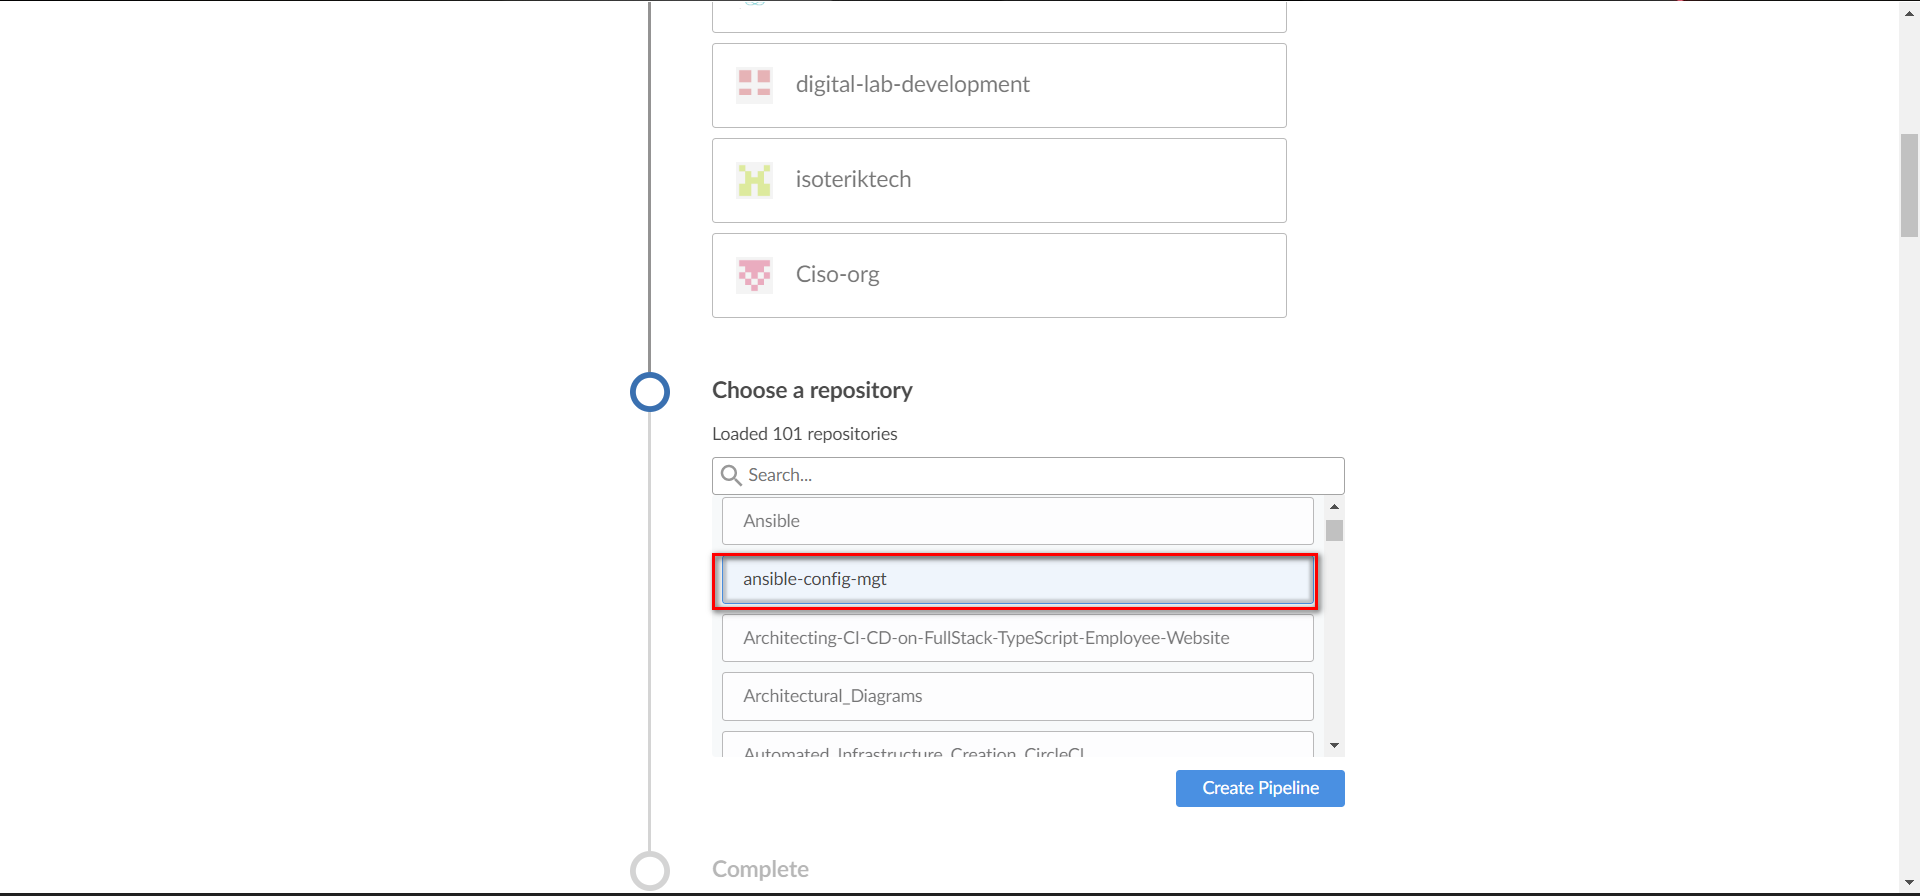 digital-lab-development
isoteriktech
Ciso-org
Choose a repository
Loaded 101 repositories
Search...
Ansible
ansible-config-mgt
Architecting-CI-CD-on-FullStack-TypeScript-Employee-Website
Architectural_Diagrams
Automated_Infrastructure_Creation_CircleCI
Create Pipeline
Complete